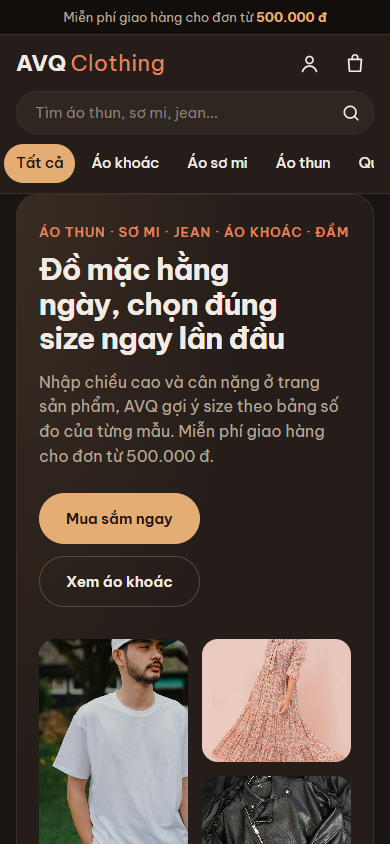 Miễn phí giao hàng cho đơn từ 500.000 đ
AVQ Clothing
Tìm áo thun, sơ mi, jean...
Tất cả Áo khoác Áo sơ mi Áo thun
ÁO THUN · SƠ MI · JEAN · ÁO KHOÁC · ĐẦM
Đồ mặc hằng
ngày, chọn đúng
size ngay lần đầu
Nhập chiều cao và cân nặng ở trang
sản phẩm, AVQ gợi ý size theo bảng số
đo của từng mẫu. Miễn phí giao hàng
cho đơn từ 500.000 đ.
Mua sắm ngay
Xem áo khoác